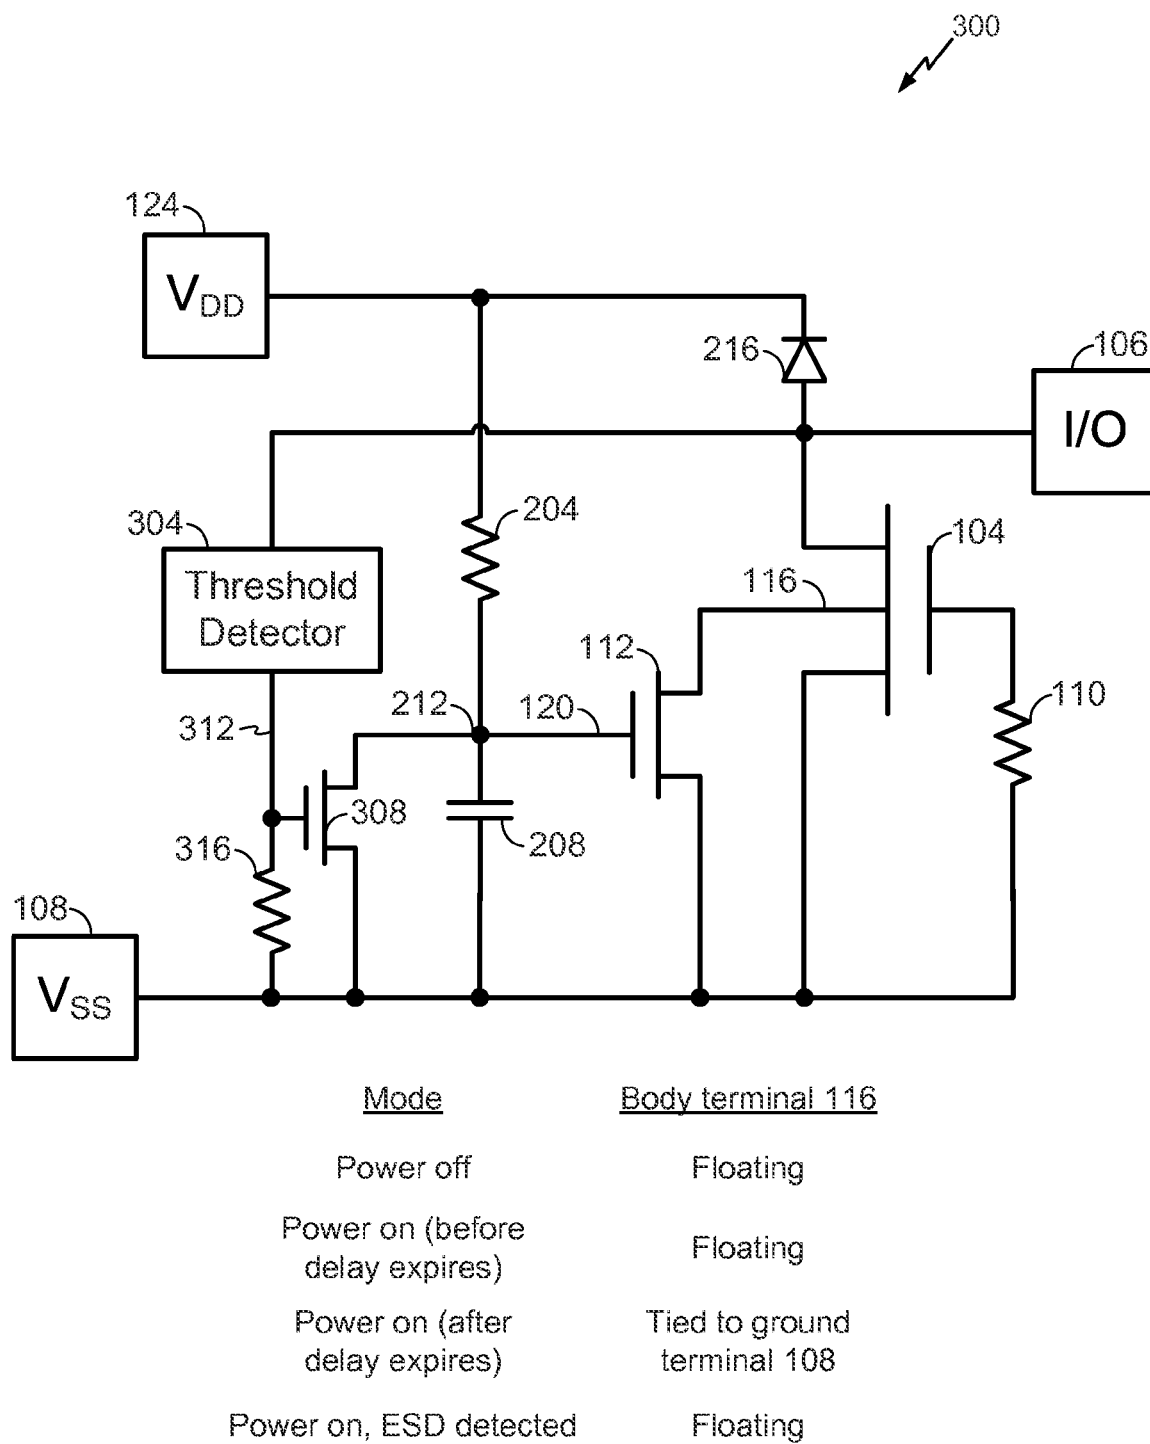 300
124
VDD
216
106
I/O
304
204
104
Threshold
Detector
116
112
312
212
120
110
308
316
208
108
VSS
Mode Body terminal 116
Power off Floating
Power on (before
delay expires) Floating
Power on (after Tied to ground
delay expires) terminal 108
Power on, ESD detected Floating